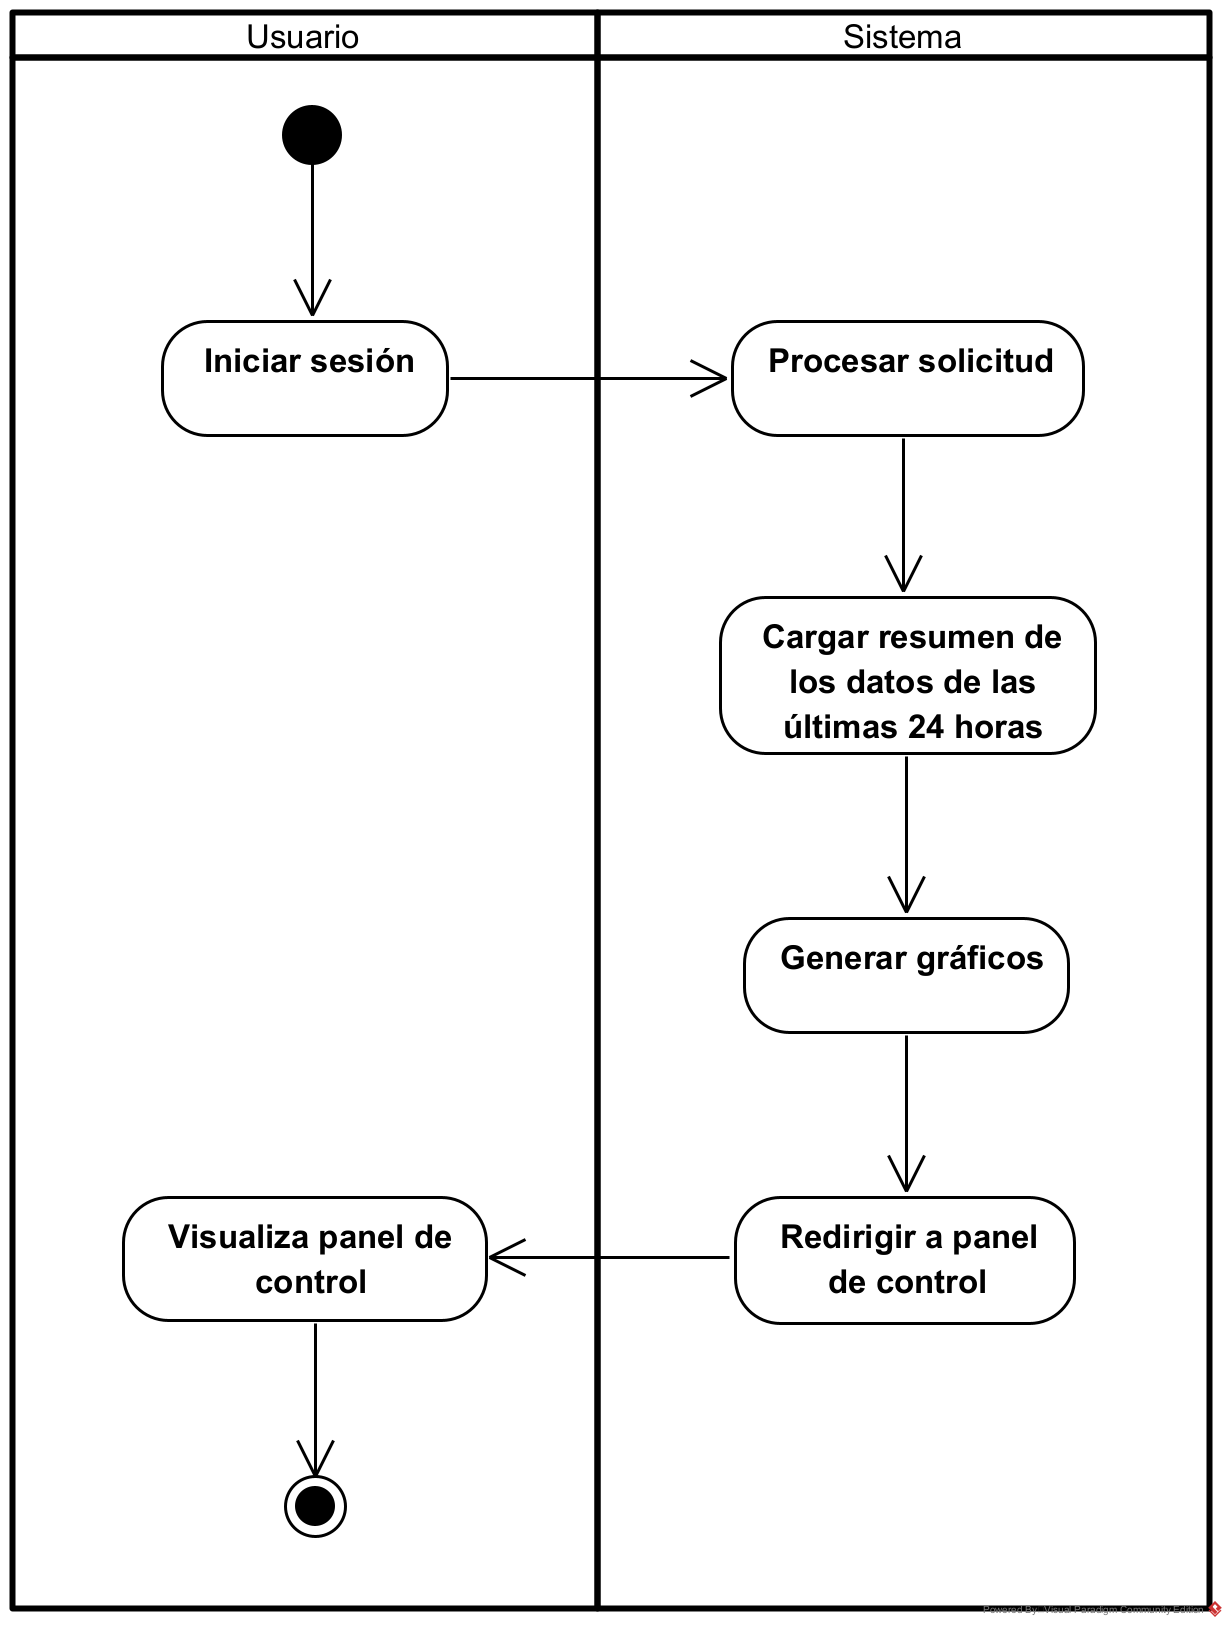 Usuario
Sistema
Iniciar sesión
Procesar solicitud
Cargar resumen de
los datos de las
últimas 24 horas
Generar gráficos
Redirigir a panel
de control
Visualiza panel de
control
Powered By Visual Paradigm Community Edition